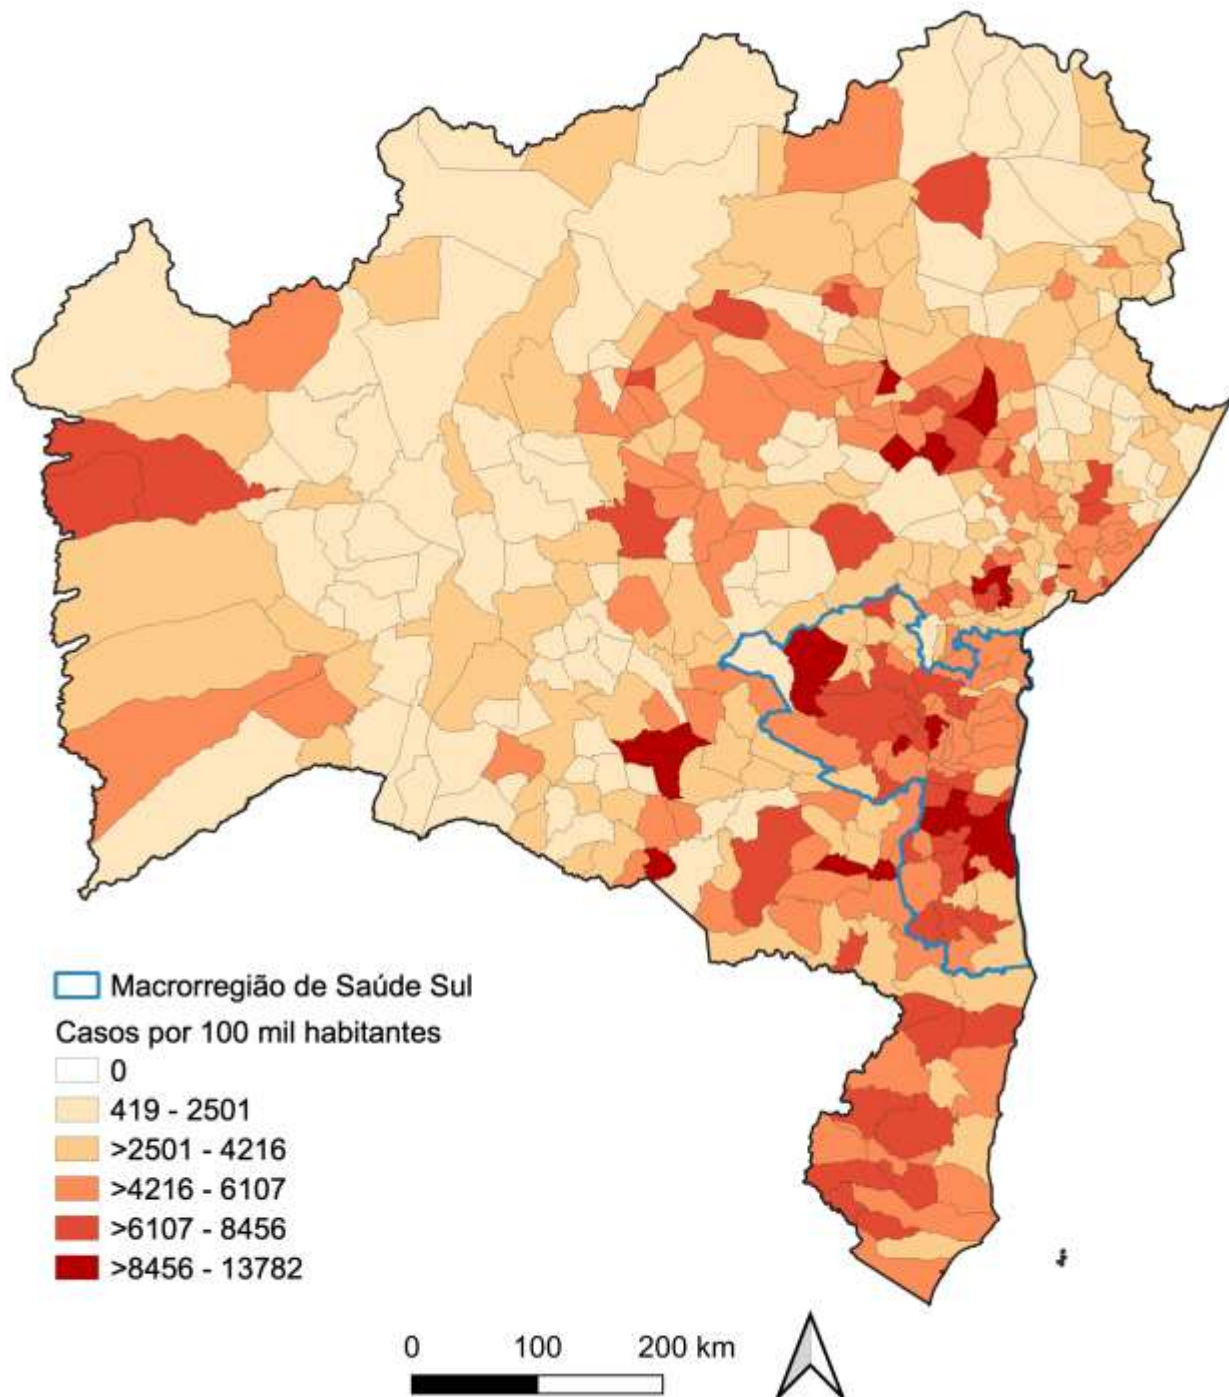 Macrorregião de Saúde Sul
Casos por 100 mil habitantes
0
419 - 2501
>2501 - 4216
>4216 - 6107
>6107 - 8456
>8456 - 13782
0 100 200 km